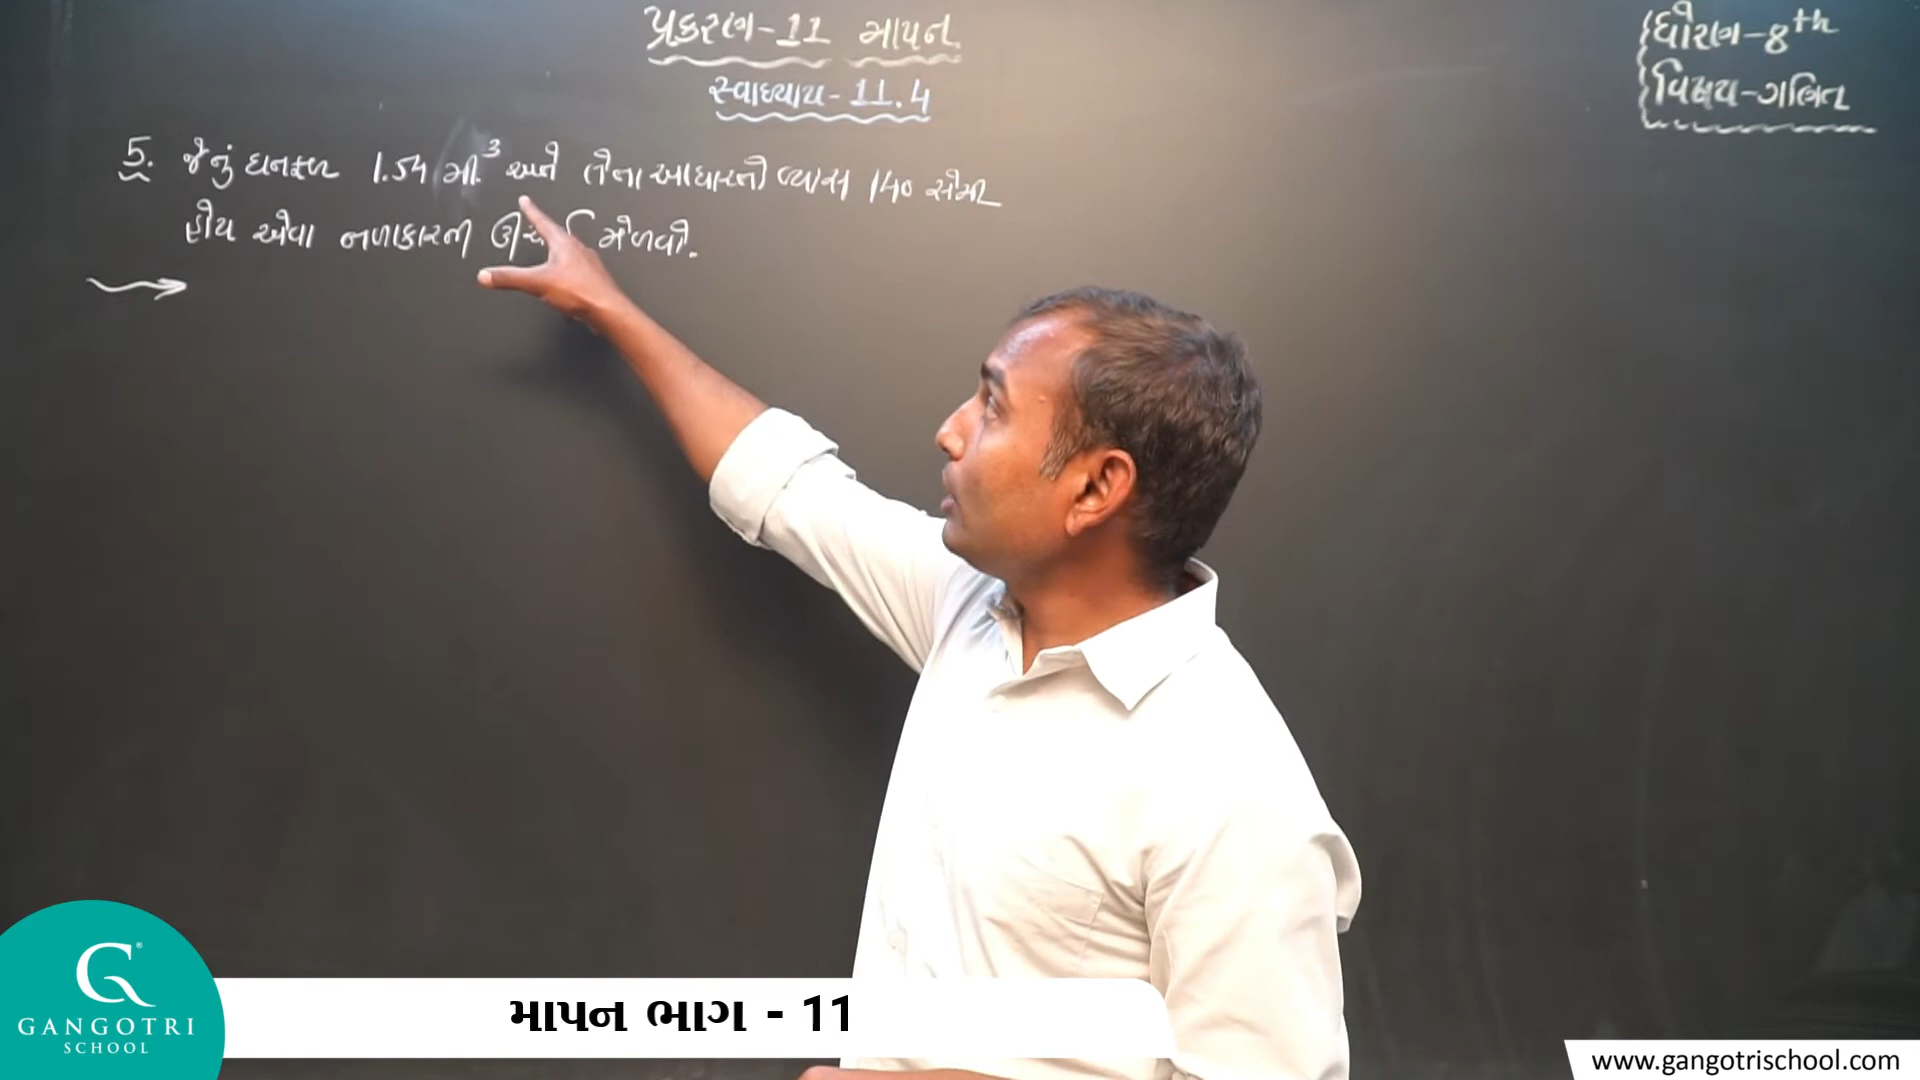 પ્રકરણ-11 માપન
સ્વાધ્યાય-11.4
ધોરણ-8th
વિષય-ગણિત
5. જેનું ઘનફળ 1.54 મી.³ અને તેના આધારનો વ્યાસ 140 સેમી
હોય એવા નળાકારની મેળવો.
G®
GANGOTRI
SCHOOL
માપન ભાગ - 11
www.gangotrischool.com